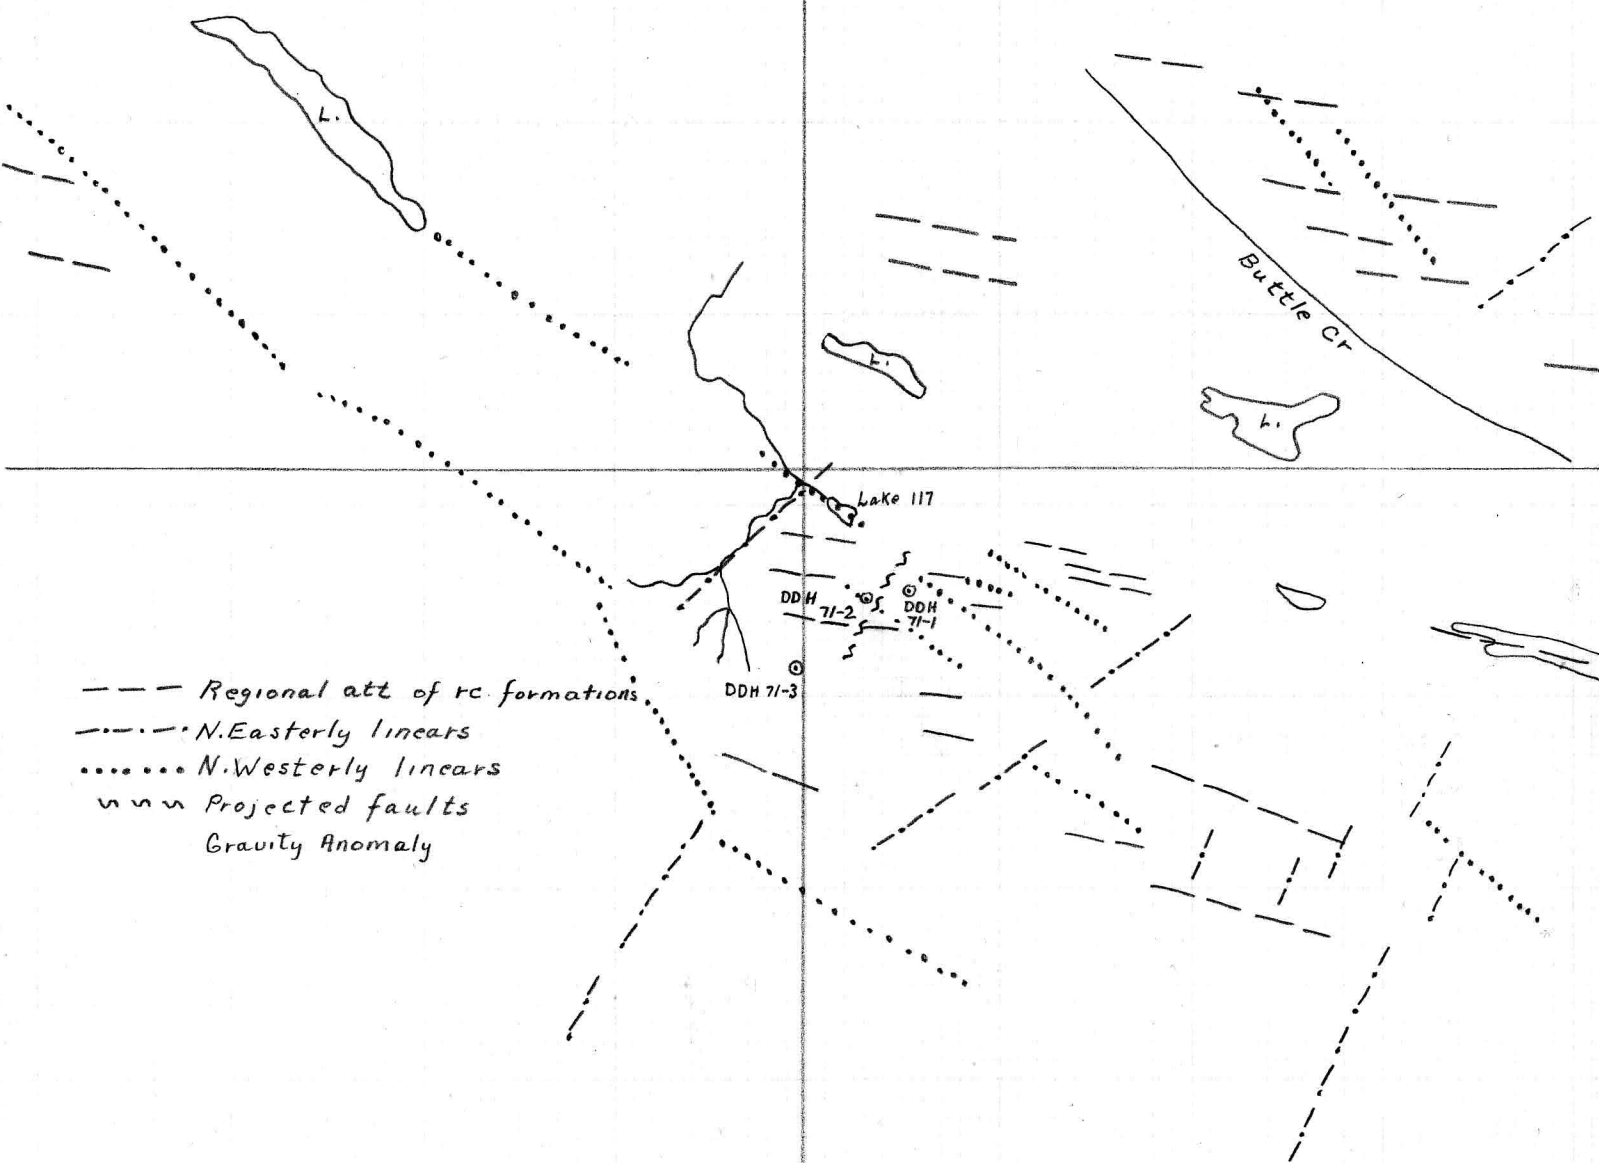 L.
Buttle Cr
L.
L.
Lake 117
DDH
71-2
DDH
71-1
DDH 71-3
Regional att of rc. formations
N.Easterly linears
N.Westerly linears
Projected faults
Gravity Anomaly